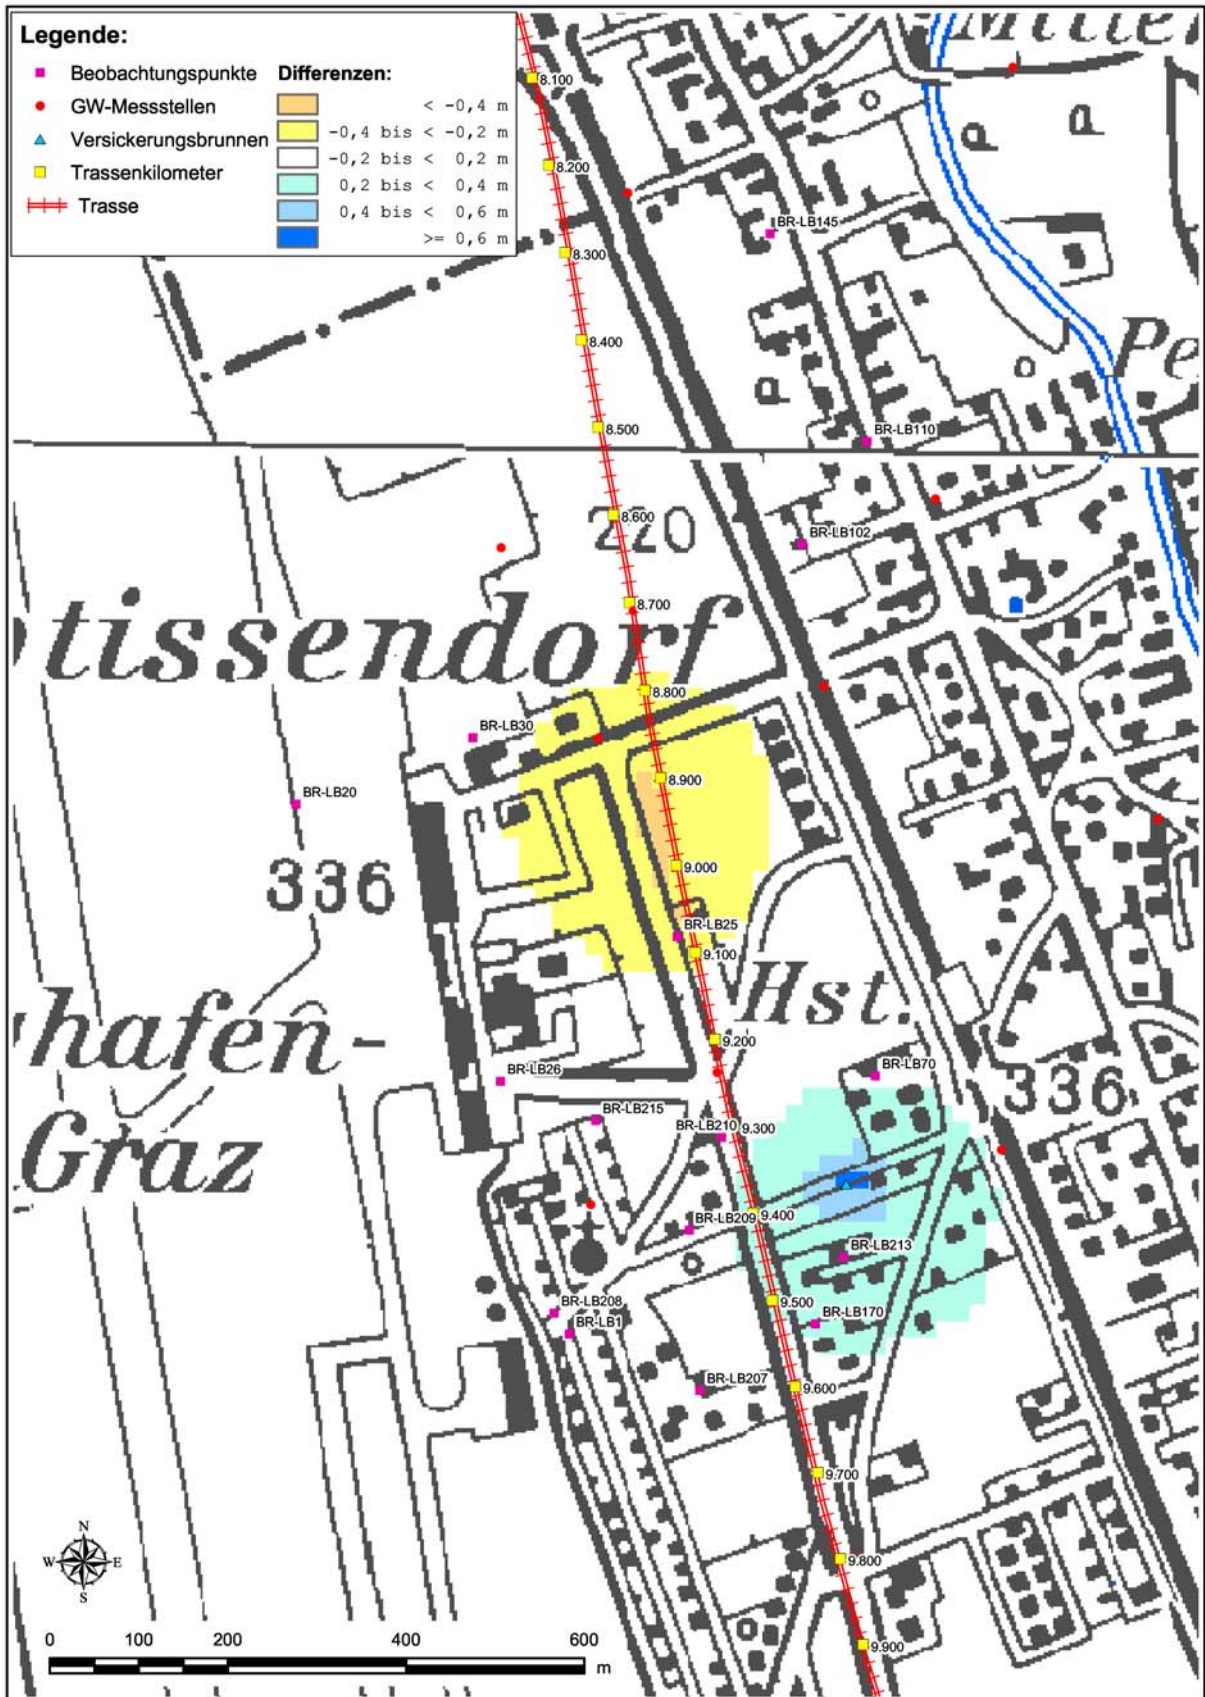 Legende:
Beobachtungspunkte
GW-Messstellen
Versickerungsbrunnen
Trassenkilometer
Trasse
Differenzen:
< -0,4 m
-0,4 bis < -0,2 m
-0,2 bis < 0,2 m
0,2 bis < 0,4 m
0,4 bis < 0,6 m
>= 0,6 m
8.100
8.200
BR-LB145
8.300
8.400
Pe
8.500
BR-LB110
8.600
220
BR-LB102
8.700
tissendorf
8.800
BR-LB30
8.900
BR-LB20
9.000
336
BR-LB25
9.100
Hst.
hafen-
9.200
BR-LB70
BR-LB26
336
BR-LB215
BR-LB210
9.300
Graz
9.400
BR-LB209
BR-LB213
9.500
BR-LB208
BR-LB170
BR-LB1
BR-LB207
9.600
9.700
9.800
N
W E
S
9.900
0 100 200 400 600
m